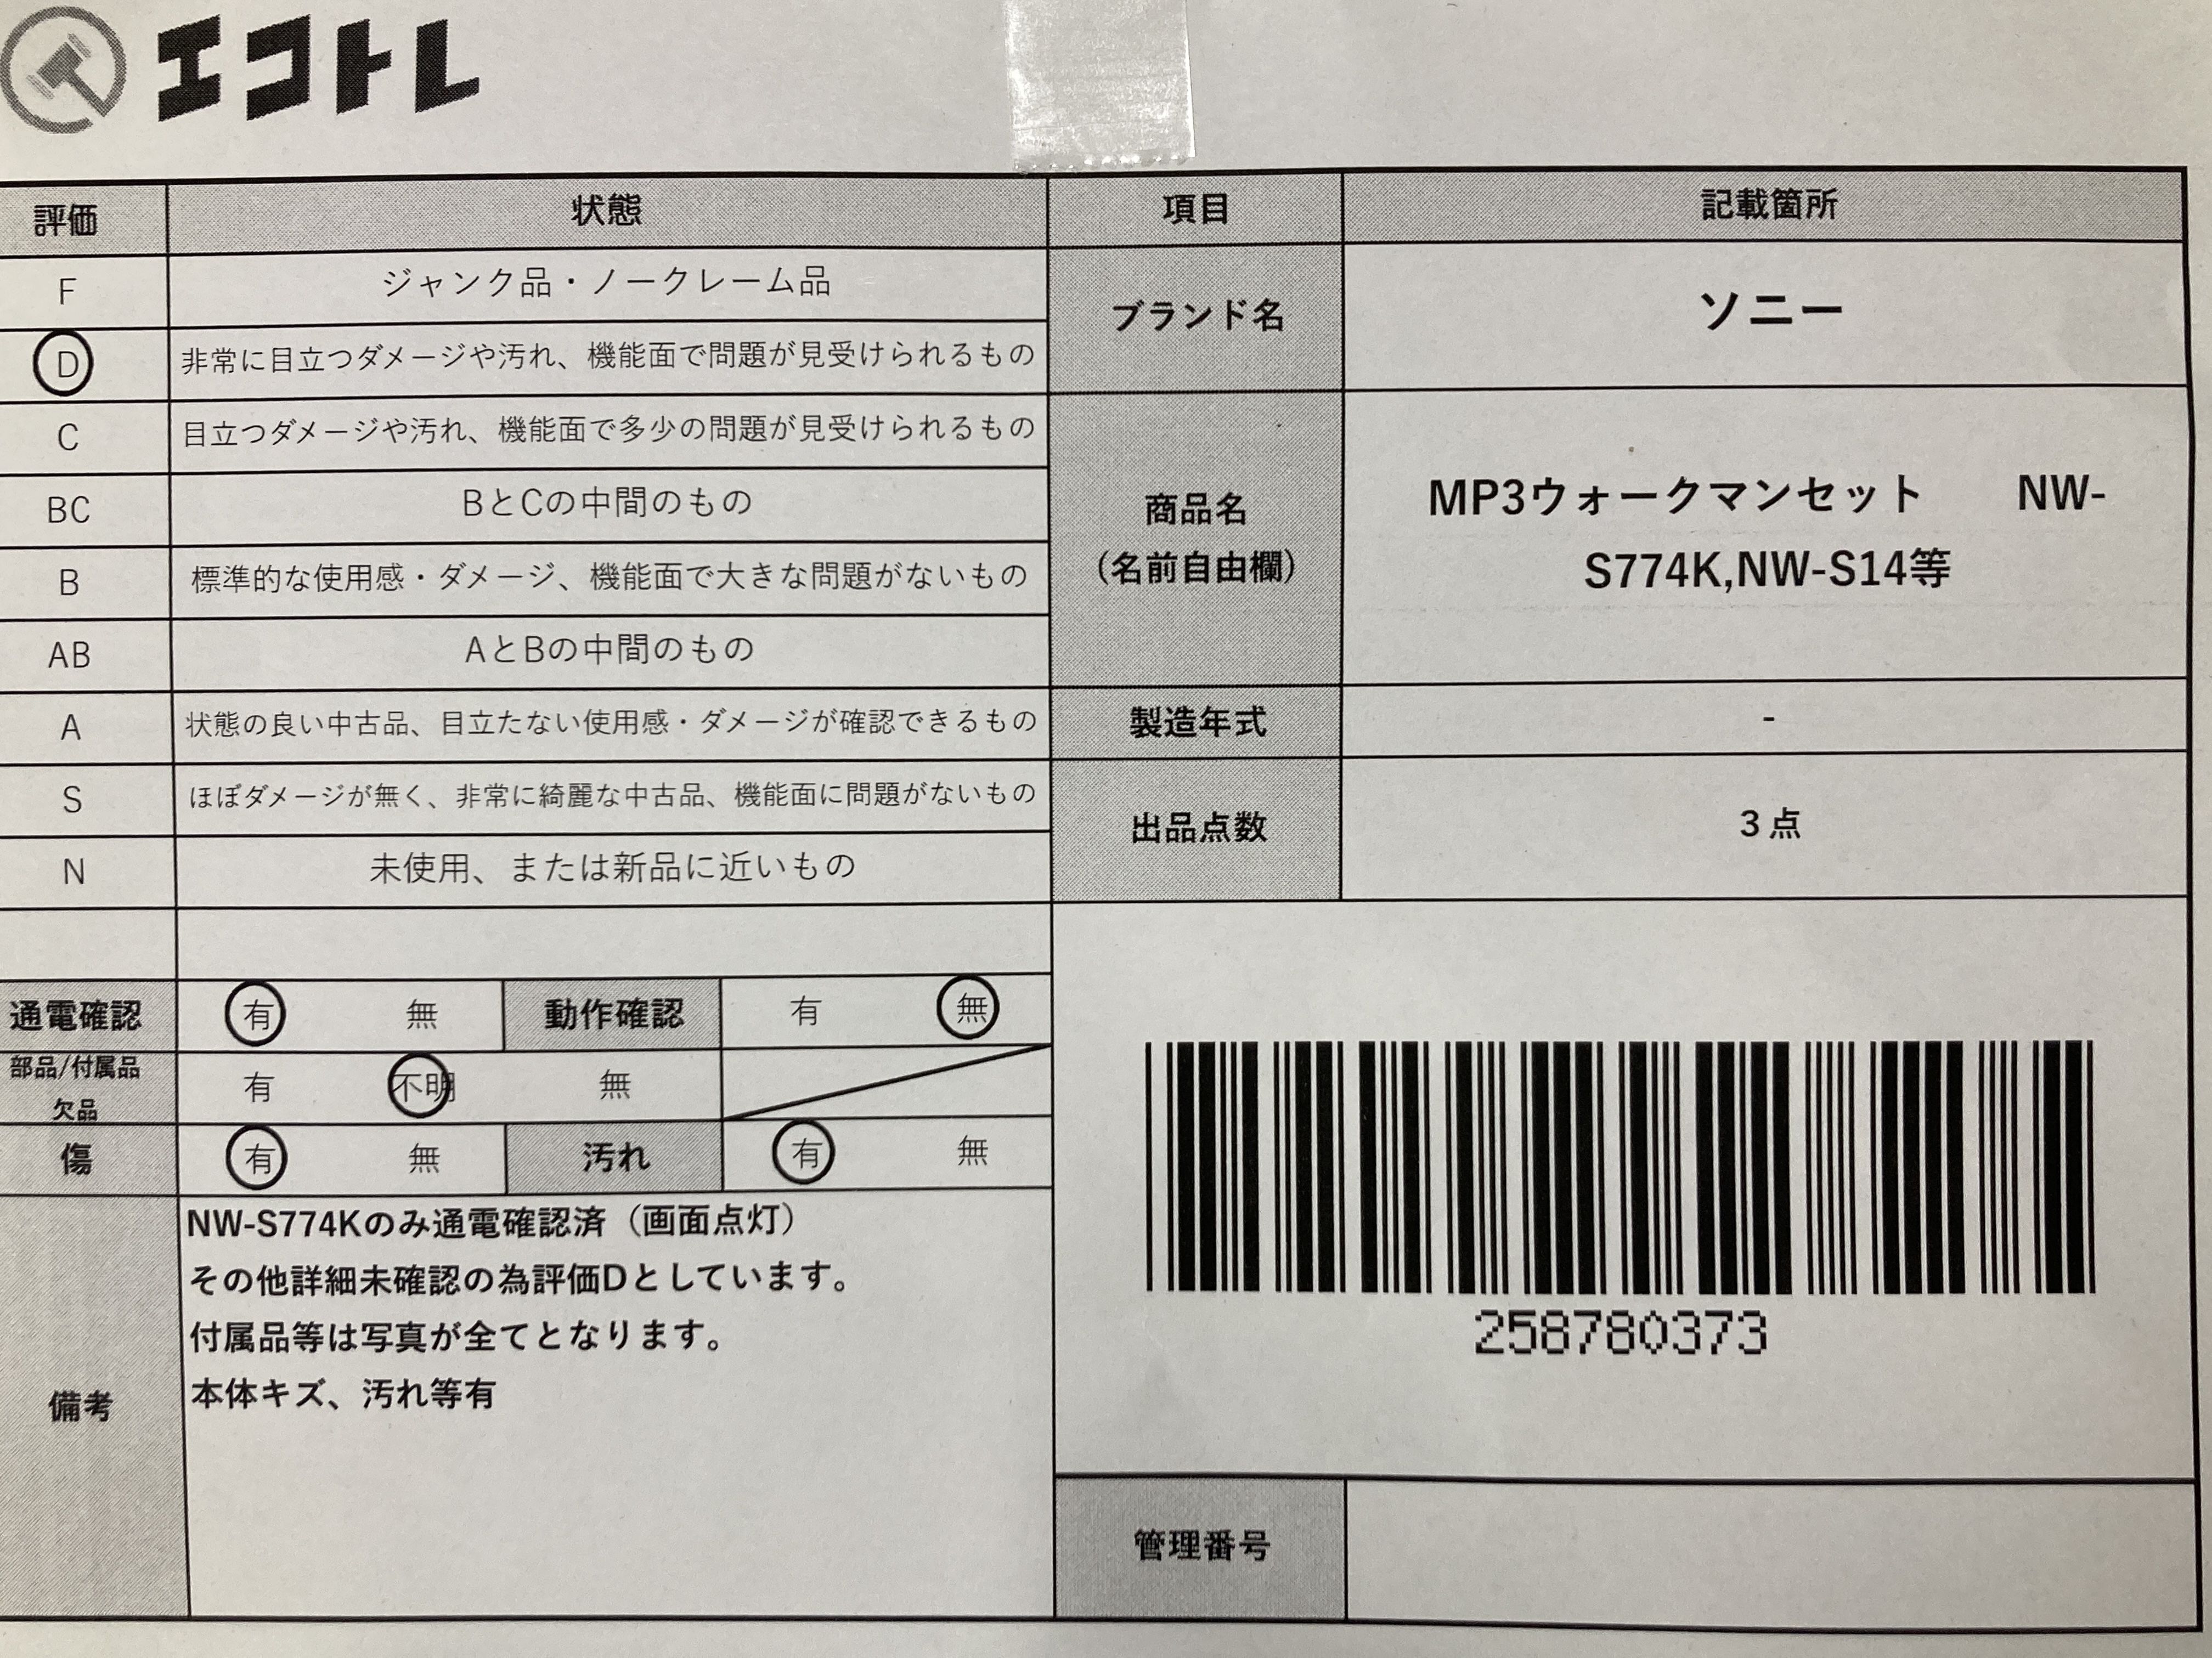 エコトレ
評価 状態 項目 記載箇所
F ジャンク品・ノークレーム品
D 非常に目立つダメージや汚れ、機能面で問題が見受けられるもの
C 目立つダメージや汚れ、機能面で多少の問題が見受けられるもの
BC BとCの中間のもの
B 標準的な使用感・ダメージ、機能面で大きな問題がないもの
AB AとBの中間のもの
A 状態の良い中古品、目立たない使用感・ダメージが確認できるもの
S ほぼダメージが無く、非常に綺麗な中古品、機能面に問題がないもの
N 未使用、または新品に近いもの
ブランド名 ソニー
商品名
（名前自由欄）
MP3ウォークマンセット　　NW-
S774K,NW-S14等
製造年式 -
出品点数 3点
通電確認 有 無 動作確認 有 無
部品/付属品
欠品
有 不明 無
傷 有 無 汚れ 有 無
備考
NW-S774Kのみ通電確認済（画面点灯）
その他詳細未確認の為評価Dとしています。
付属品等は写真が全てとなります。
本体キズ、汚れ等有
258780373
管理番号